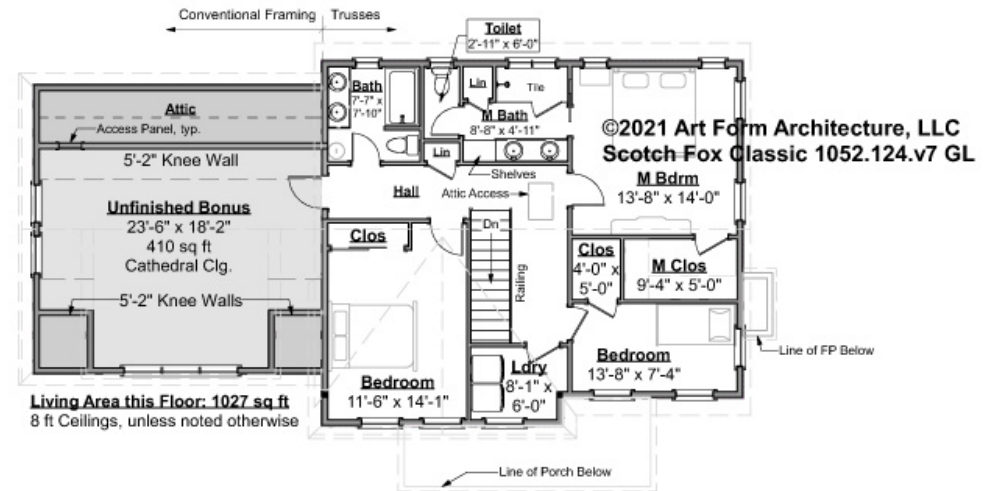 Conventional Framing
Trusses
Toilet
2'-11" x 6'-0"
Bath
7'-7" x
7'-10"
Lin
Tile
M Bath
8'-8" x 4'-11"
Attic
Access Panel, typ.
5'-2" Knee Wall
©2021 Art Form Architecture, LLC
Scotch Fox Classic 1052.124.v7 GL
Lin
Shelves
Hall
Attic Access
M Bdrm
13'-8" x 14'-0"
Unfinished Bonus
23'-6" x 18'-2"
410 sq ft
Cathedral Clg.
Dn
Clos
Railing
Clos
4'-0" x
5'-0"
M Clos
9'-4" x 5'-0"
5'-2" Knee Walls
Line of FP Below
Bedroom
11'-6" x 14'-1"
Ldry
8'-1" x
6'-0"
Bedroom
13'-8" x 7'-4"
Living Area this Floor: 1027 sq ft
8 ft Ceilings, unless noted otherwise
Line of Porch Below